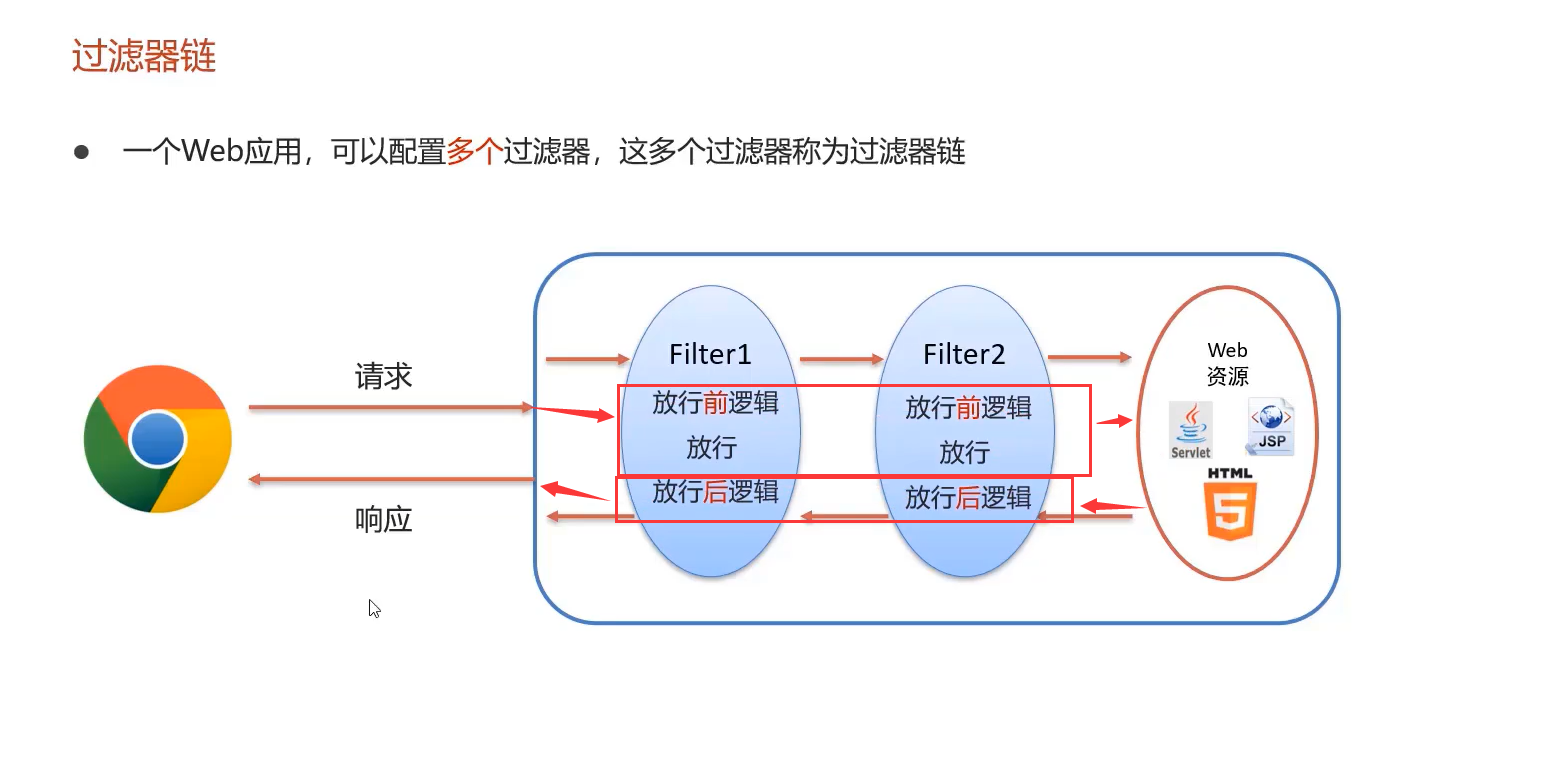 过滤器链
● 一个Web应用，可以配置多个过滤器，这多个过滤器称为过滤器链
请求
响应
Filter1
放行前逻辑
放行
放行后逻辑
Filter2
放行前逻辑
放行
放行后逻辑
Web
资源
Servlet
JSP
HTML
5